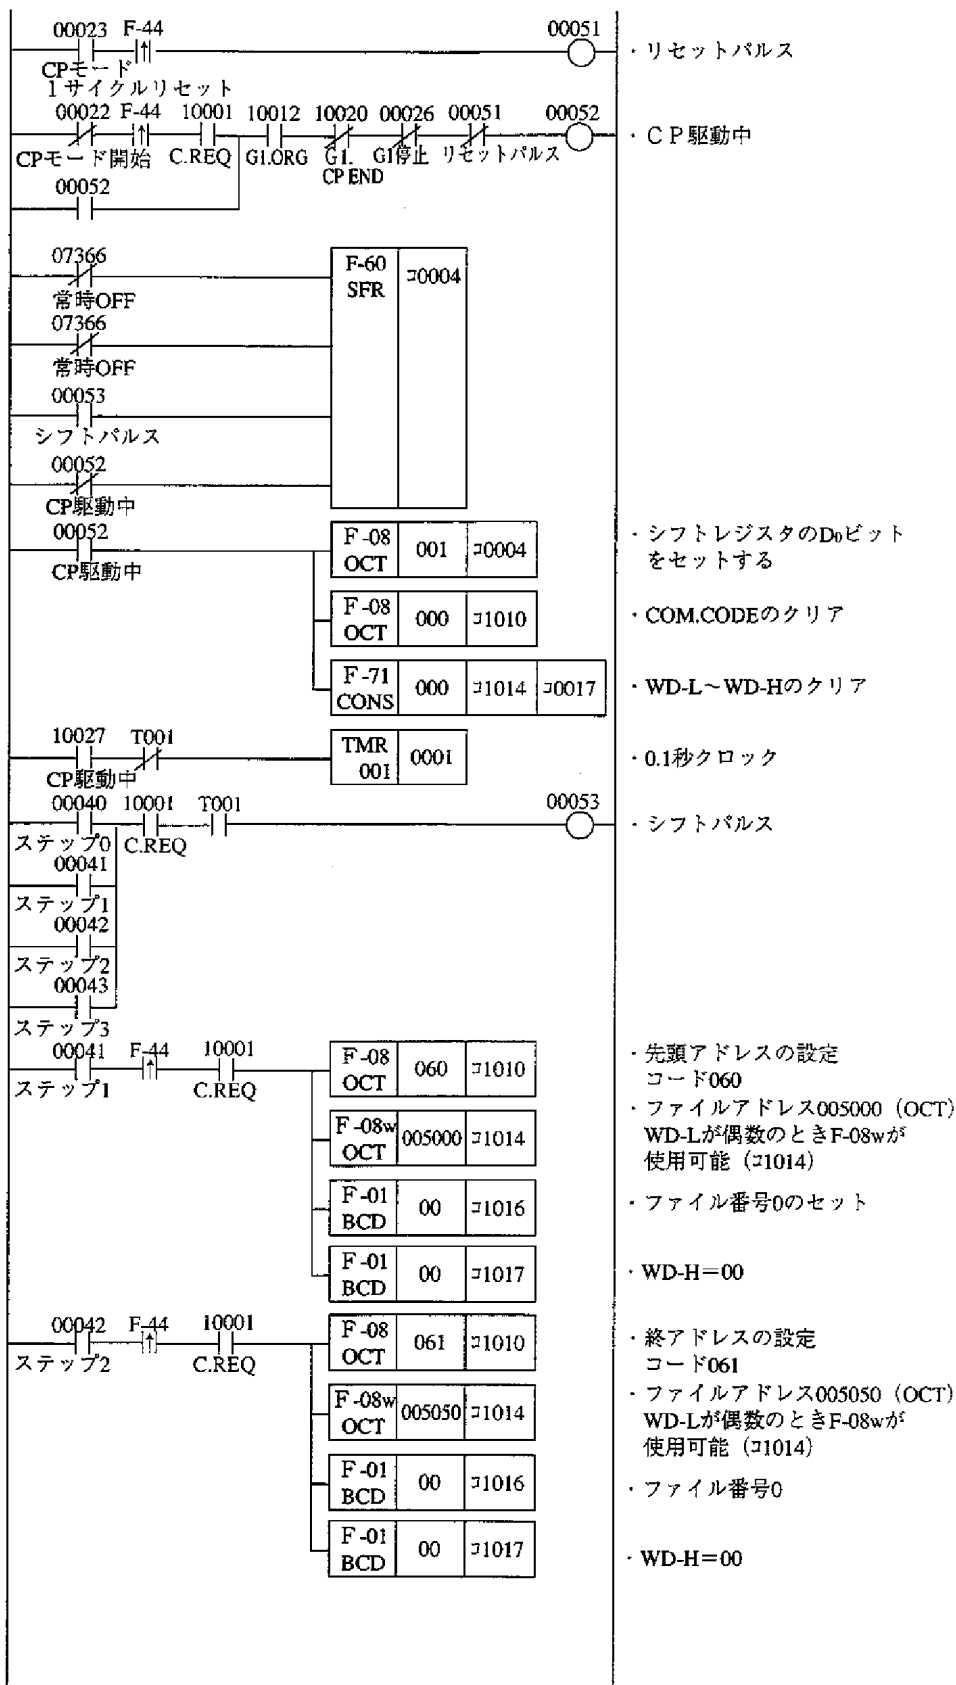 00023 F-44 00051
・リセットパルス
CPモード
1サイクルリセット
00022 F-44 10001 10012 10020 00026 00051 00052
・CP駆動中
CPモード開始 C.REQ G1.ORG G1. G1停止 リセットパルス
CP END
00052
07366
F-60 コ0004
SFR
常時OFF
07366
常時OFF
00053
シフトパルス
00052
CP駆動中
00052
F-08 001 コ0004
OCT
・シフトレジスタのD0ビット
をセットする
CP駆動中
F-08 000 コ1010
OCT
・COM.CODEのクリア
F-71 000 コ1014 コ0017
CONS
・WD-L～WD-Hのクリア
10027 T001
TMR 0001
001
・0.1秒クロック
CP駆動中
00040 10001 T001 00053
・シフトパルス
ステップ0 C.REQ
00041
ステップ1
00042
ステップ2
00043
ステップ3
00041 F-44 10001
F-08 060 コ1010
OCT
・先頭アドレスの設定
コード060
ステップ1 C.REQ
F-08w 005000 コ1014
OCT
・ファイルアドレス005000（OCT）
WD-Lが偶数のときF-08wが
使用可能（コ1014）
F-01 00 コ1016
BCD
・ファイル番号0のセット
F-01 00 コ1017
BCD
・WD-H＝00
00042 F-44 10001
F-08 061 コ1010
OCT
・終アドレスの設定
コード061
ステップ2 C.REQ
F-08w 005050 コ1014
OCT
・ファイルアドレス005050（OCT）
WD-Lが偶数のときF-08wが
使用可能（コ1014）
F-01 00 コ1016
BCD
・ファイル番号0
F-01 00 コ1017
BCD
・WD-H＝00